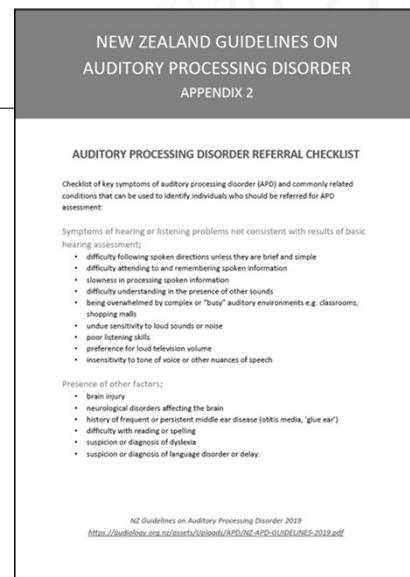 NEW ZEALAND GUIDELINES ON
AUDITORY PROCESSING DISORDER
APPENDIX 2
AUDITORY PROCESSING DISORDER REFERRAL CHECKLIST
Checklist of key symptoms of auditory processing disorder (APD) and commonly related
conditions that can be used to identify individuals who should be referred for APD
assessment:
Symptoms of hearing or listening problems not consistent with results of basic
hearing assessment;
• difficulty following spoken directions unless they are brief and simple
• difficulty attending to and remembering spoken information
• slowness in processing spoken information
• difficulty understanding in the presence of other sounds
• being overwhelmed by complex or "busy" auditory environments e.g. classrooms,
shopping malls
• undue sensitivity to loud sounds or noise
• poor listening skills
• preference for loud television volume
• insensitivity to tone of voice or other nuances of speech
Presence of other factors;
• brain injury
• neurological disorders affecting the brain
• history of frequent or persistent middle ear disease (otitis media, 'glue ear')
• difficulty with reading or spelling
• suspicion or diagnosis of dyslexia
• suspicion or diagnosis of language disorder or delay.
NZ Guidelines on Auditory Processing Disorder 2019
https://audiology.org.nz/assets/Uploads/APD/NZ-APD-GUIDELINES-2019.pdf